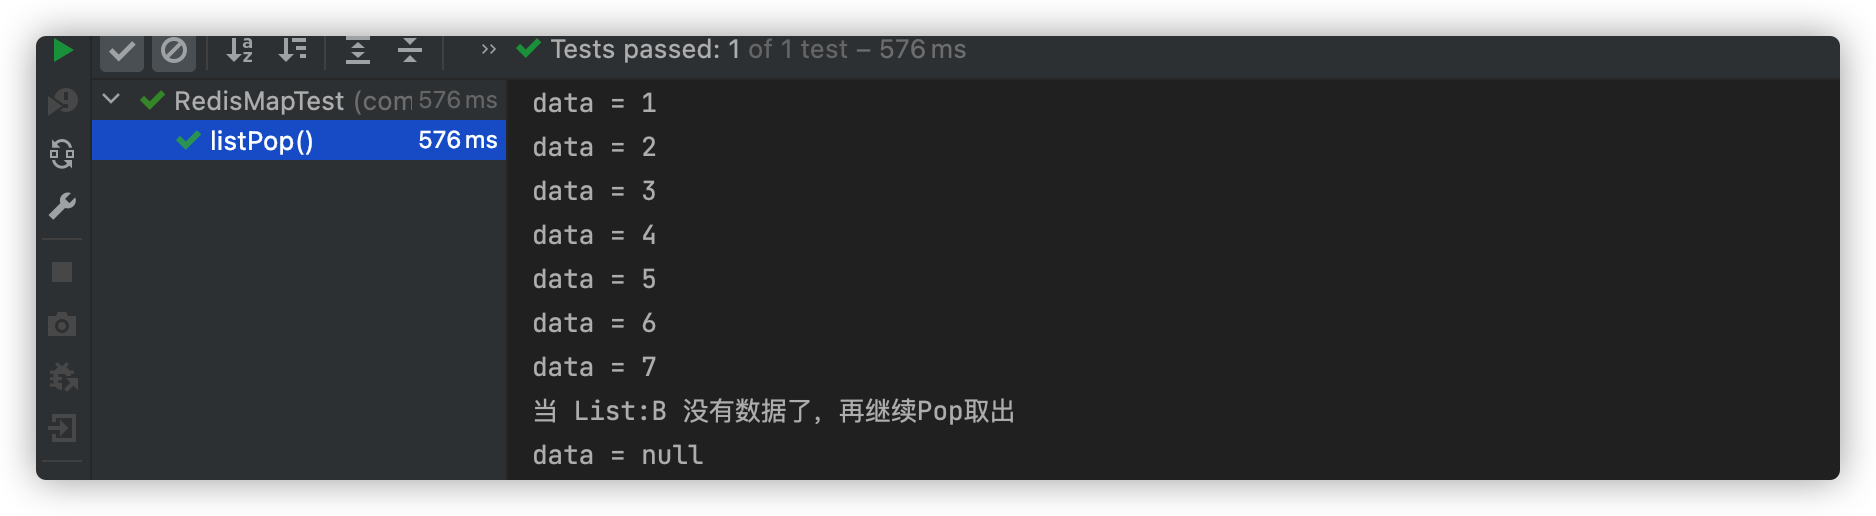 Tests passed: 1 of 1 test – 576 ms
RedisMapTest (com 576 ms
listPop() 576 ms
data = 1
data = 2
data = 3
data = 4
data = 5
data = 6
data = 7
当 List:B 没有数据了，再继续Pop取出
data = null